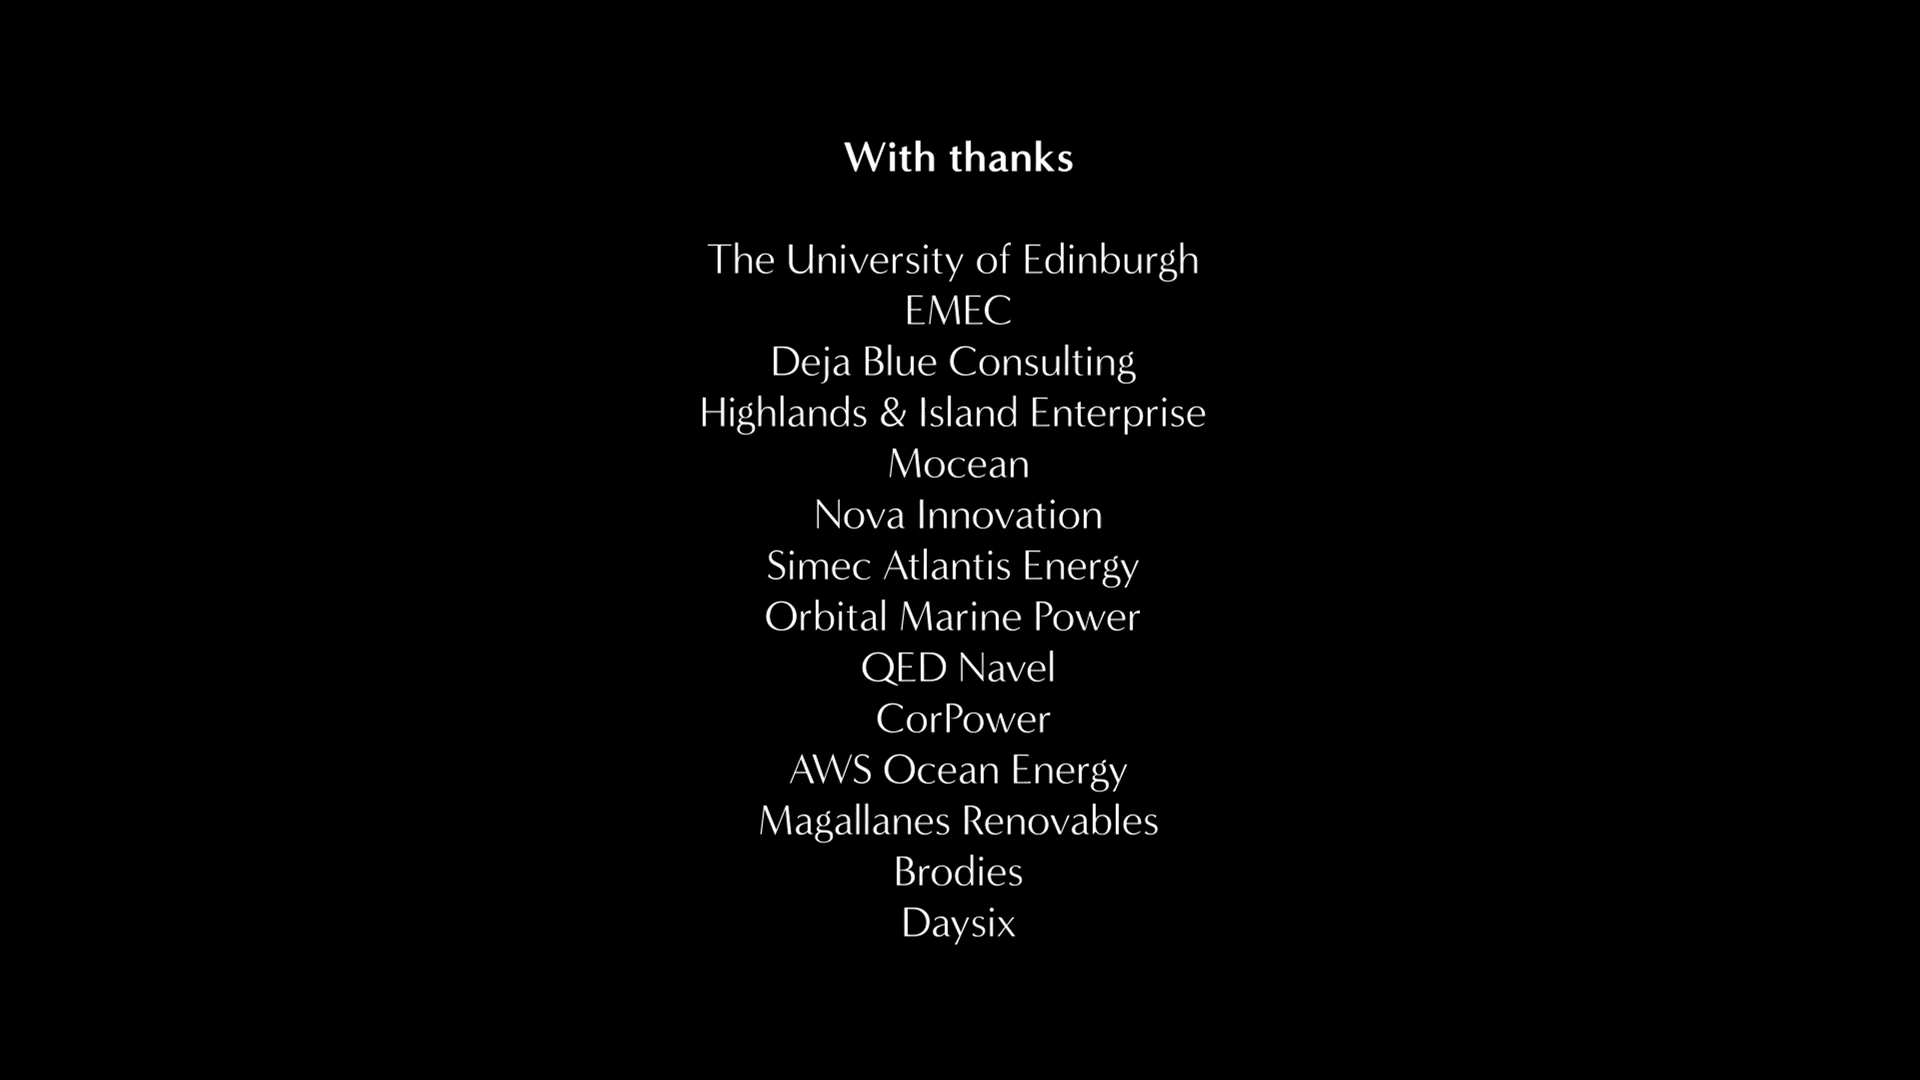 With thanks
The University of Edinburgh
EMEC
Deja Blue Consulting
Highlands & Island Enterprise
Mocean
Nova Innovation
Simec Atlantis Energy
Orbital Marine Power
QED Navel
CorPower
AWS Ocean Energy
Magallanes Renovables
Brodies
Daysix